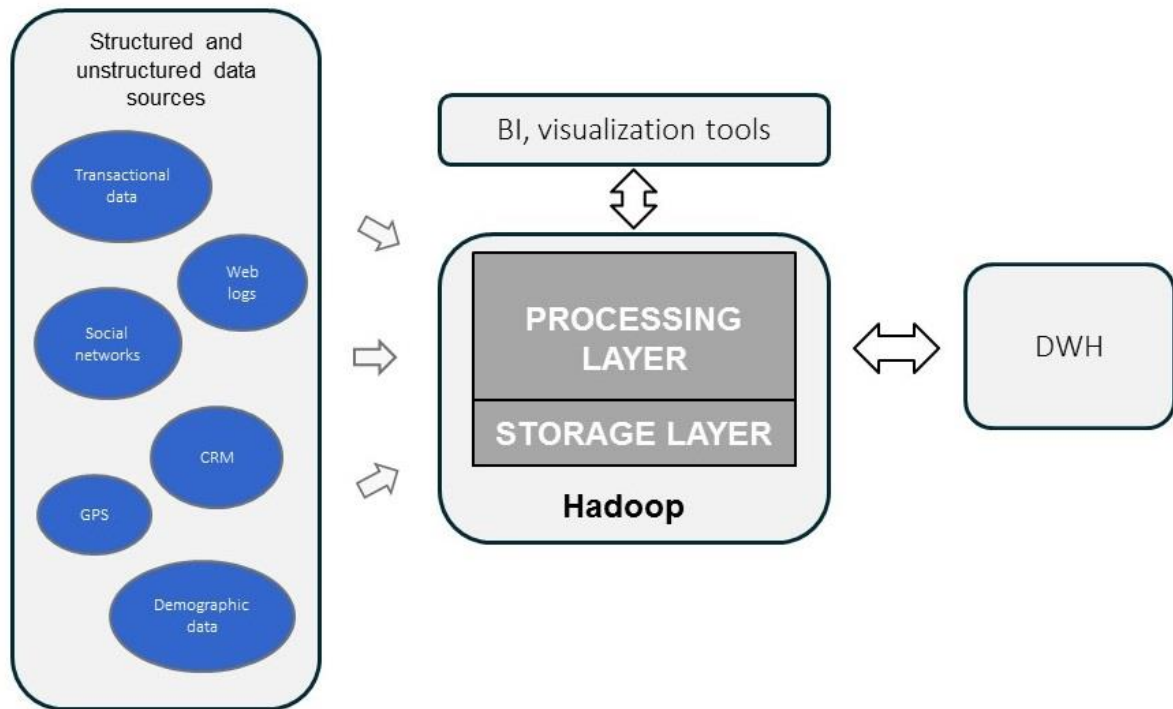 Structured and
unstructured data
sources
Transactional
data
Web
logs
Social
networks
CRM
GPS
Demographic
data
BI, visualization tools
PROCESSING
LAYER
STORAGE LAYER
Hadoop
DWH